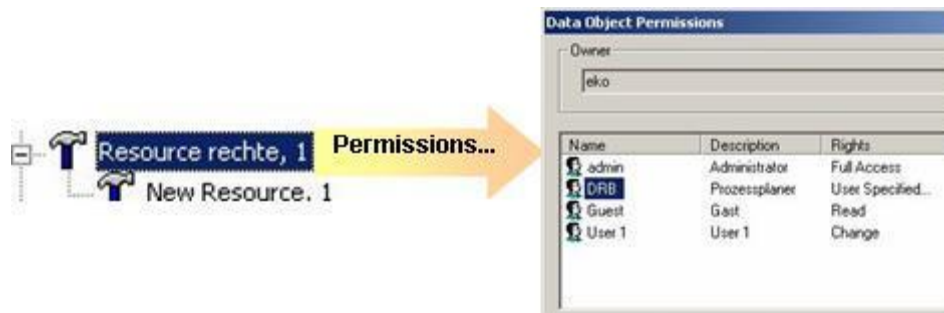 Resource rechte, 1
New Resource. 1
Permissions...
Data Object Permissions
Owner
eko
Name Description Rights
admin Administrator Full Access
DRB Prozessplaner User Specified...
Guest Gast Read
User 1 User 1 Change